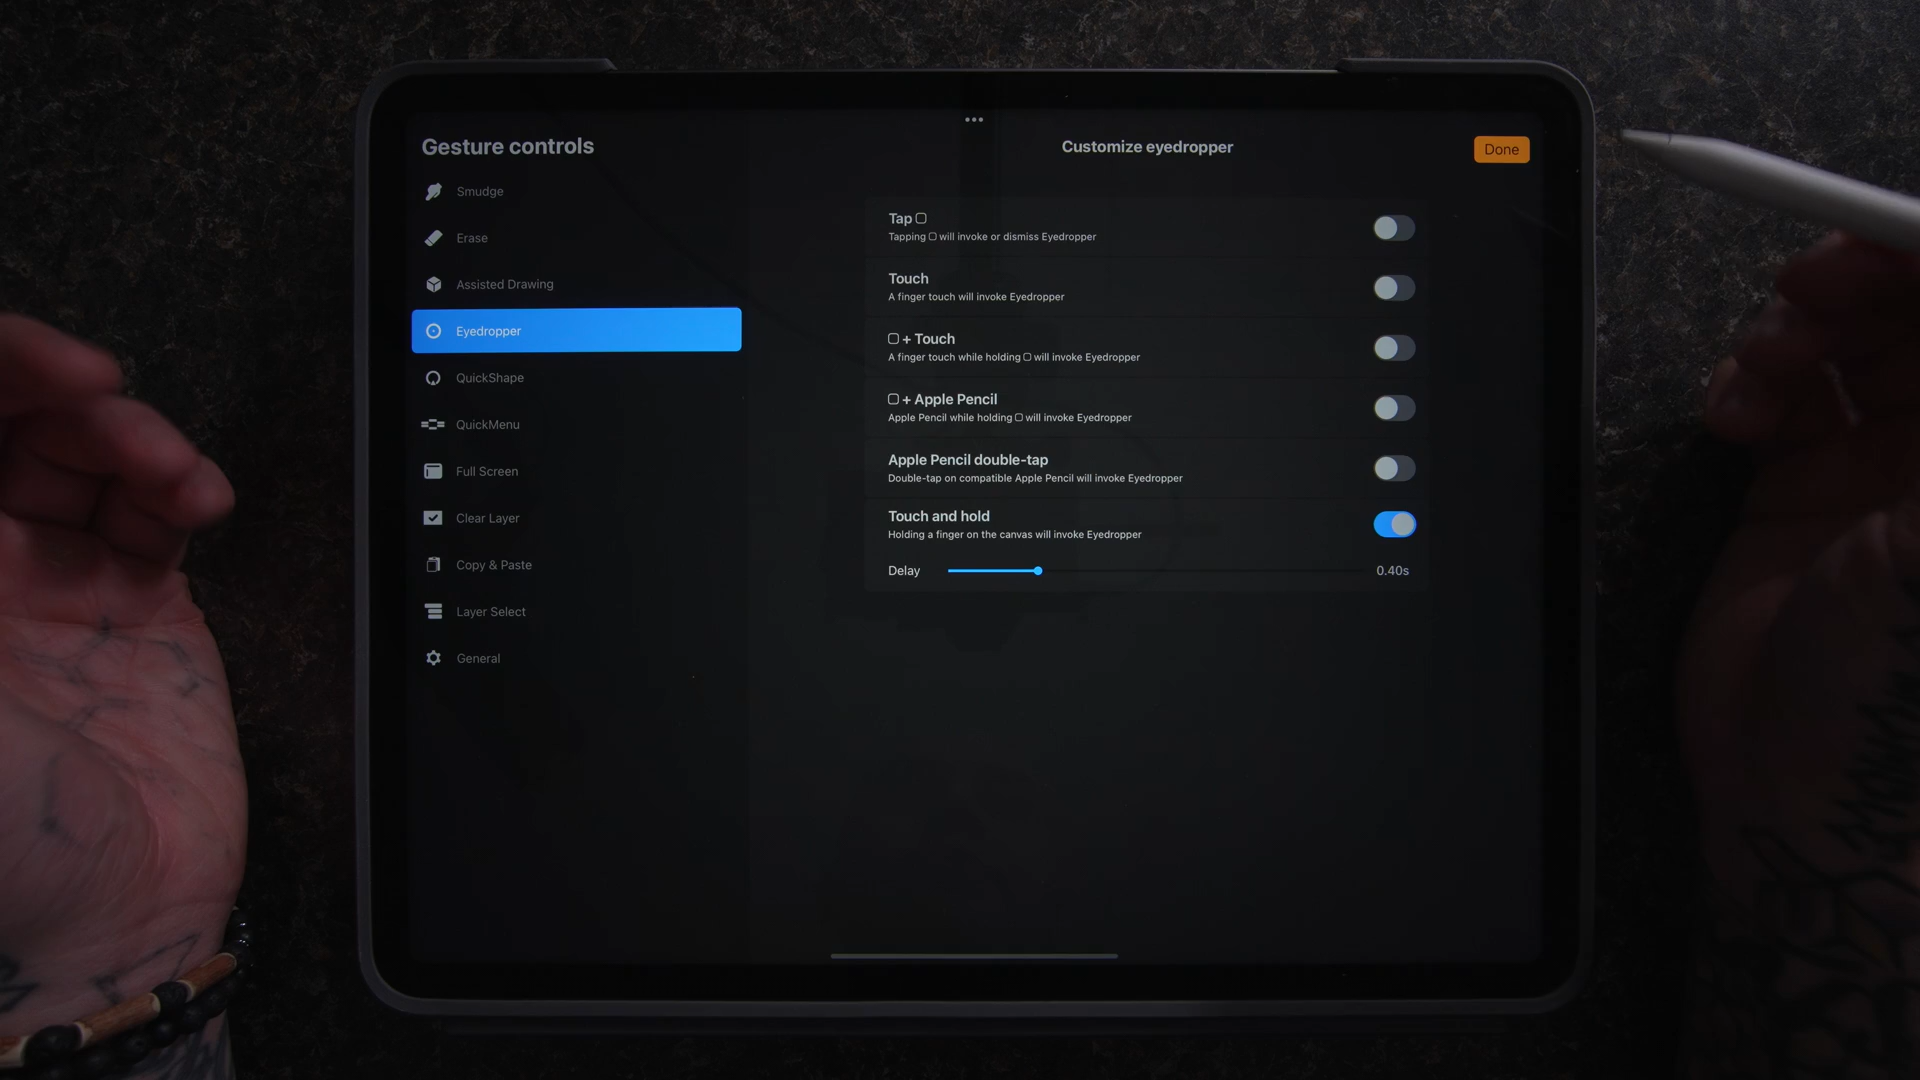 Gesture controls
Smudge
Erase
Assisted Drawing
Eyedropper
QuickShape
QuickMenu
Full Screen
Clear Layer
Copy & Paste
Layer Select
General
Customize eyedropper
Done
Tap ▢
Tapping ▢ will invoke or dismiss Eyedropper
Touch
A finger touch will invoke Eyedropper
▢ + Touch
A finger touch while holding ▢ will invoke Eyedropper
▢ + Apple Pencil
Apple Pencil while holding ▢ will invoke Eyedropper
Apple Pencil double-tap
Double-tap on compatible Apple Pencil will invoke Eyedropper
Touch and hold
Holding a finger on the canvas will invoke Eyedropper
Delay 0.40s